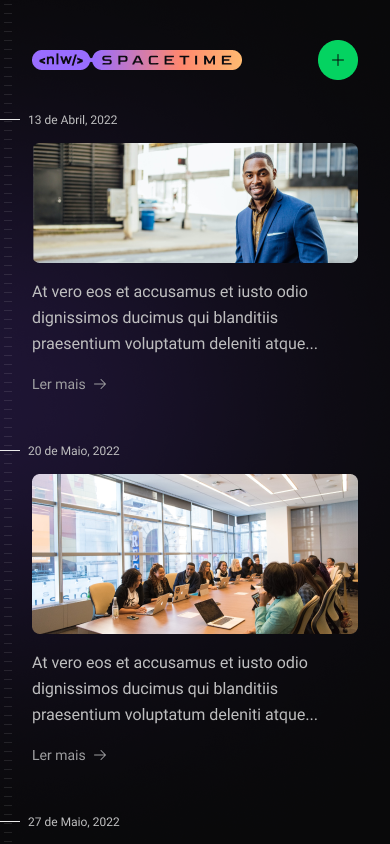 <nlw/> SPACETIME
13 de Abril, 2022
At vero eos et accusamus et iusto odio
dignissimos ducimus qui blanditiis
praesentium voluptatum deleniti atque...
Ler mais
20 de Maio, 2022
At vero eos et accusamus et iusto odio
dignissimos ducimus qui blanditiis
praesentium voluptatum deleniti atque...
Ler mais
27 de Maio, 2022